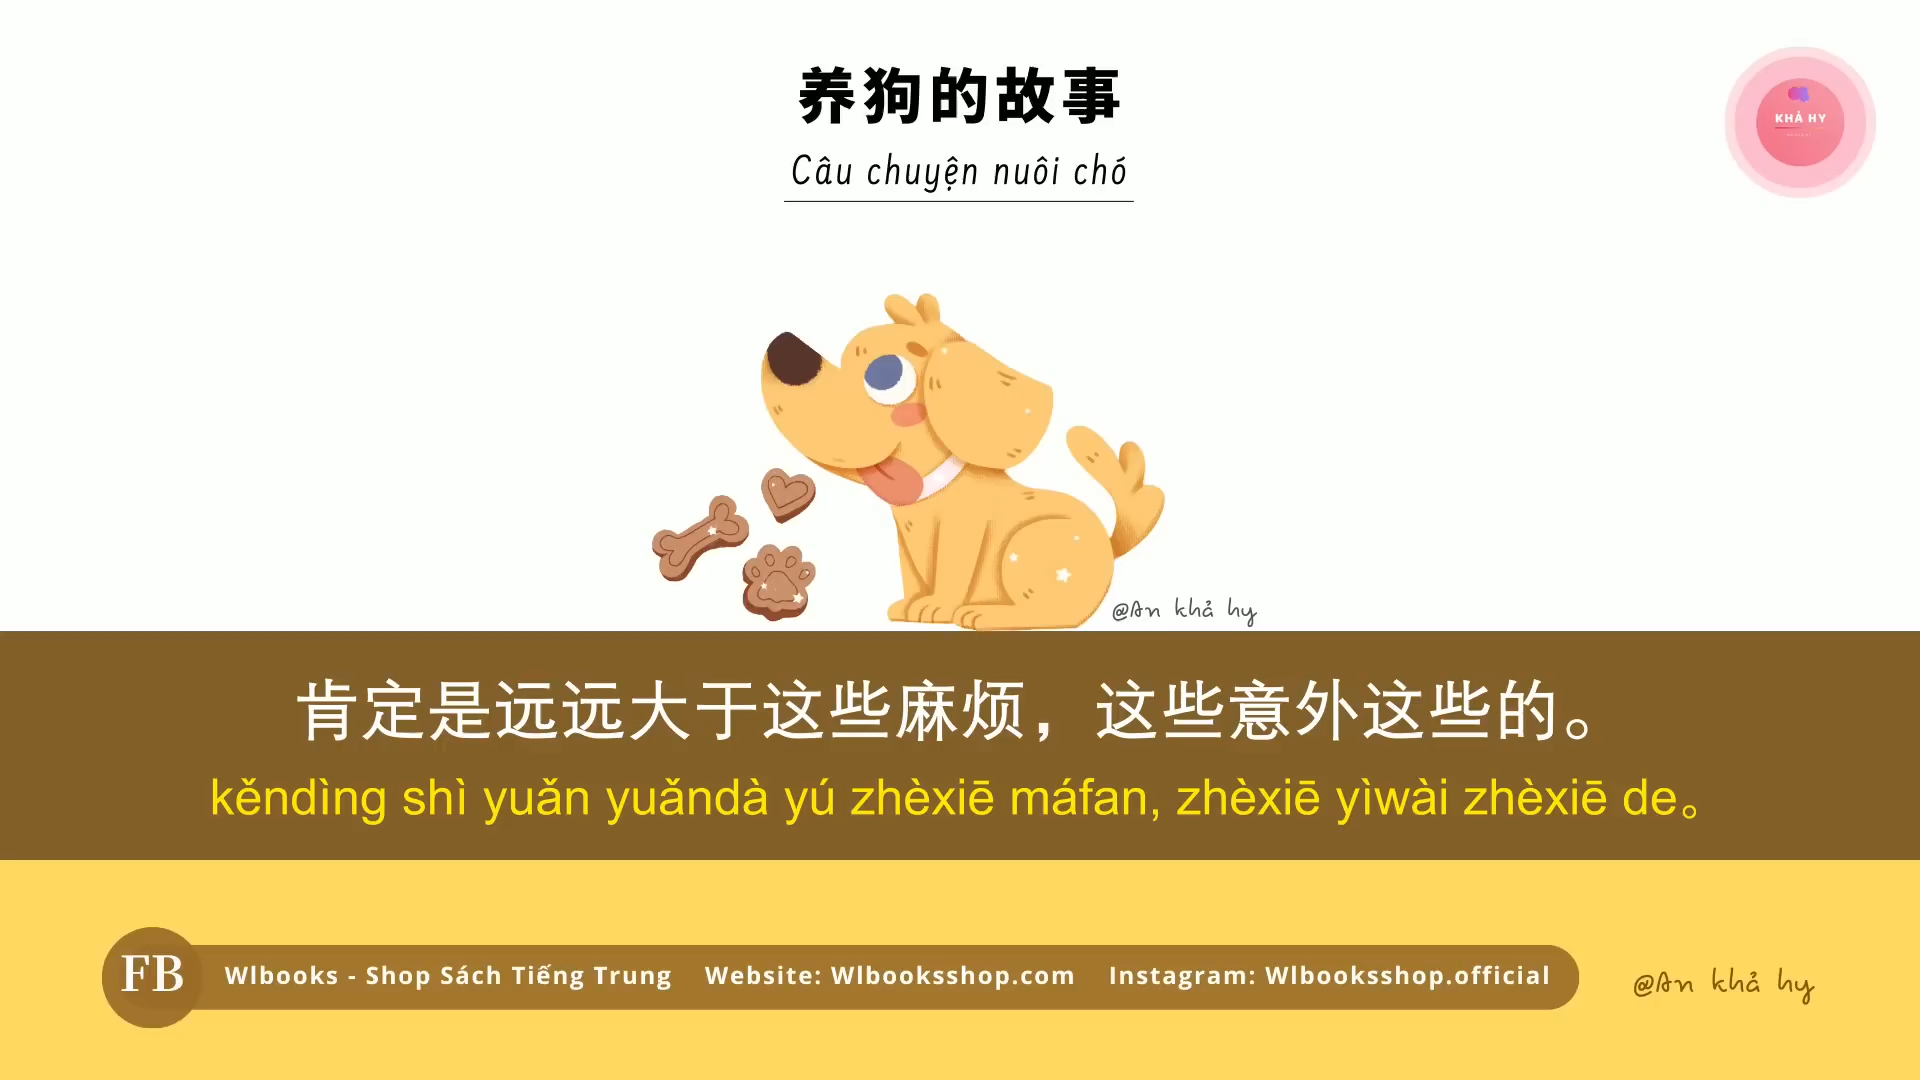 养狗的故事
KHẢ HY
Câu chuyện nuôi chó
@An khả hy
肯定是远远大于这些麻烦，这些意外这些的。
kěndìng shì yuǎn yuǎndà yú zhèxiē máfan, zhèxiē yìwài zhèxiē de。
FB Wlbooks - Shop Sách Tiếng Trung Website: Wlbooksshop.com Instagram: Wlbooksshop.official
@An khả hy